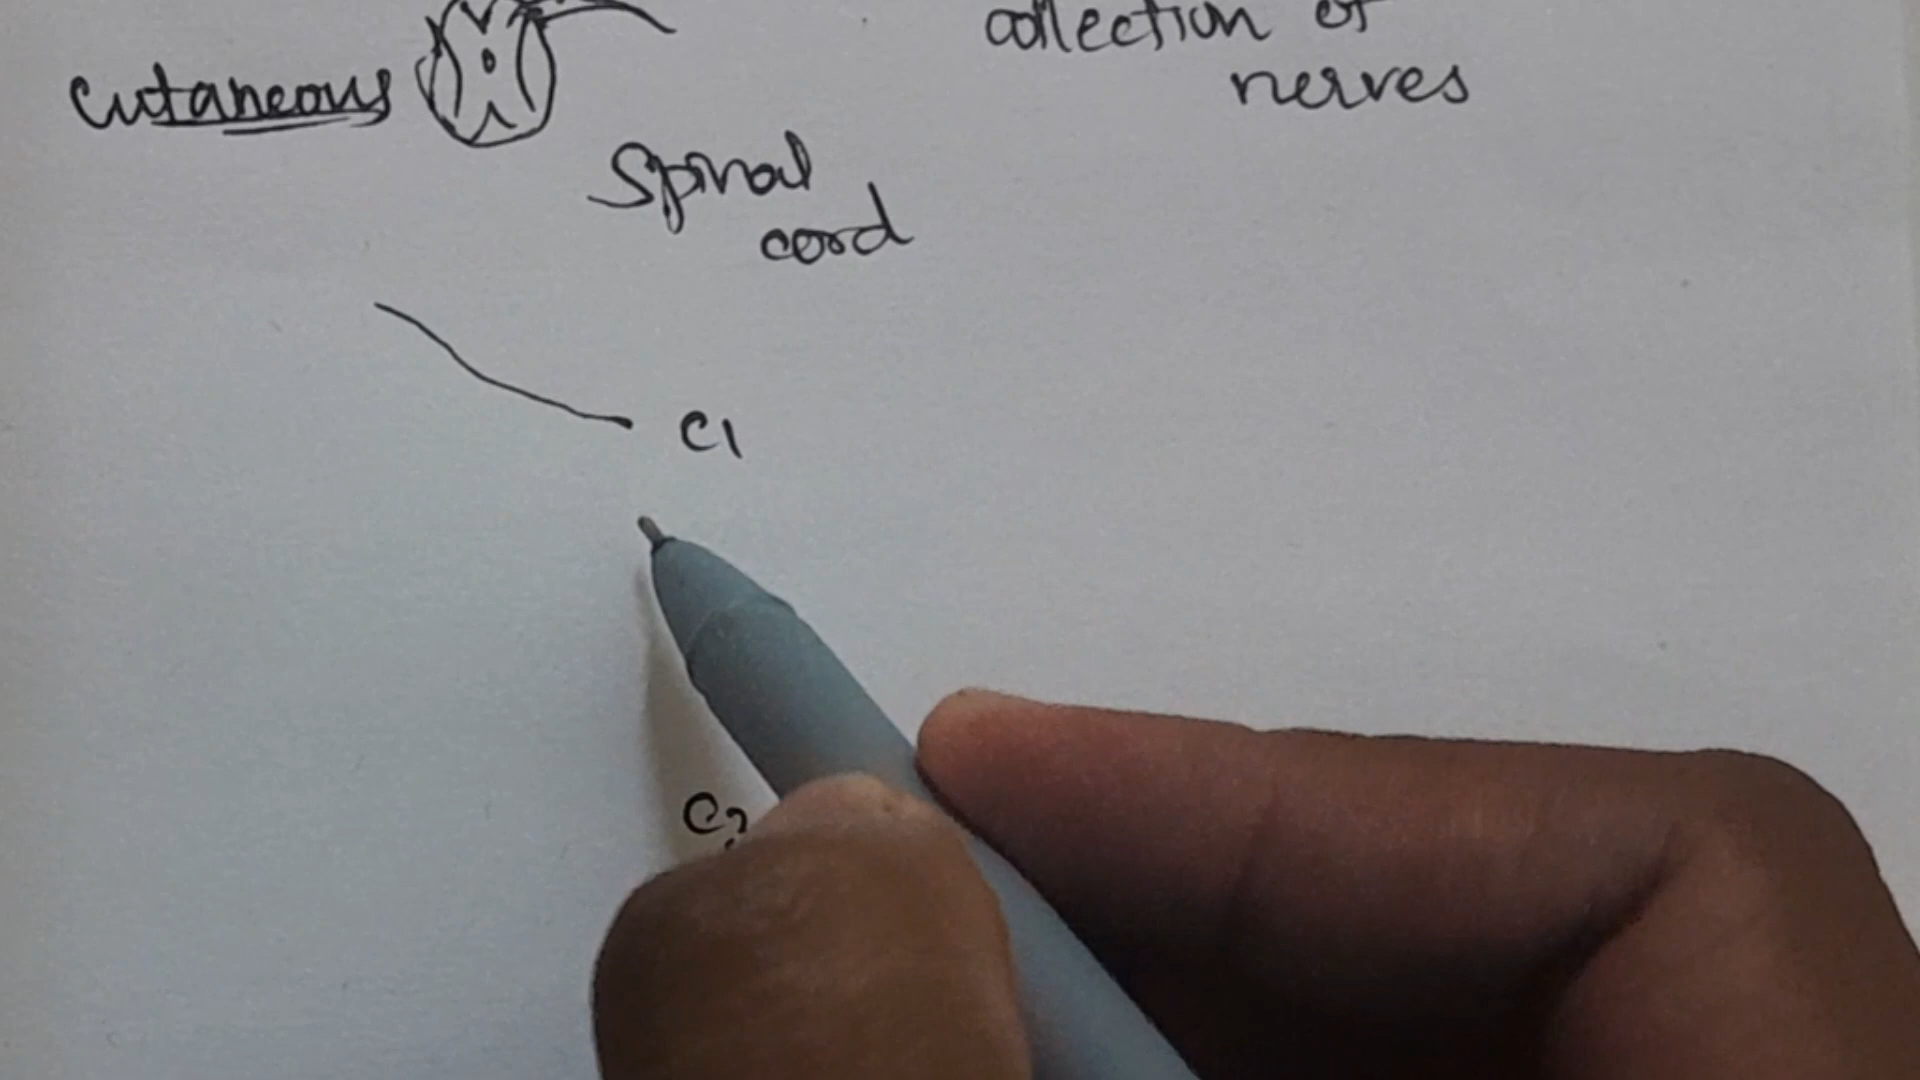 collection of
cutaneous
nerves
Spinal
cord
C1
C2